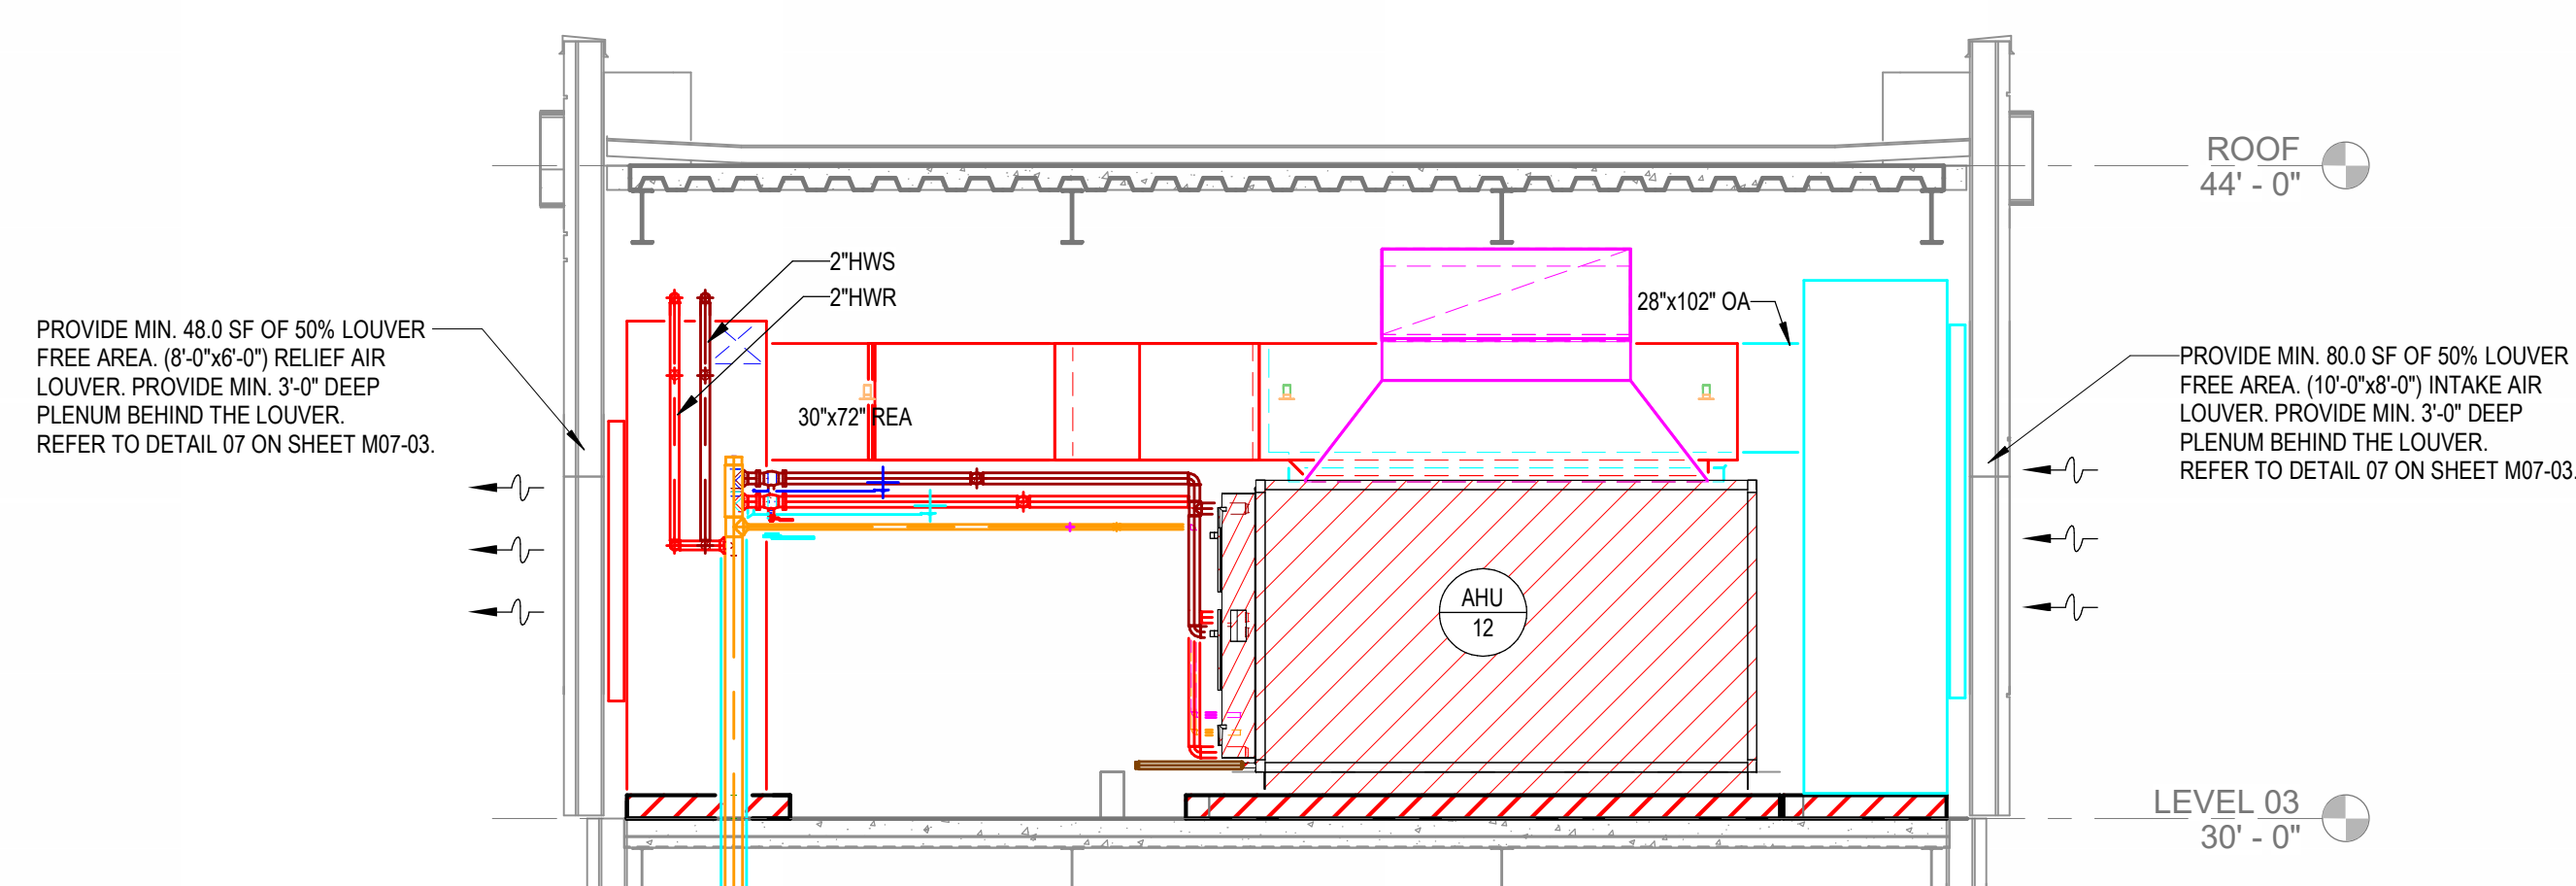 ROOF
44' - 0"
2"HWS
2"HWR
28"x102" OA
PROVIDE MIN. 48.0 SF OF 50% LOUVER
FREE AREA. (8'-0"x6'-0") RELIEF AIR
LOUVER. PROVIDE MIN. 3'-0" DEEP
PLENUM BEHIND THE LOUVER.
REFER TO DETAIL 07 ON SHEET M07-03.
PROVIDE MIN. 80.0 SF OF 50% LOUVER
FREE AREA. (10'-0"x8'-0") INTAKE AIR
LOUVER. PROVIDE MIN. 3'-0" DEEP
PLENUM BEHIND THE LOUVER.
REFER TO DETAIL 07 ON SHEET M07-03.
30"x72" REA
AHU
12
LEVEL 03
30' - 0"